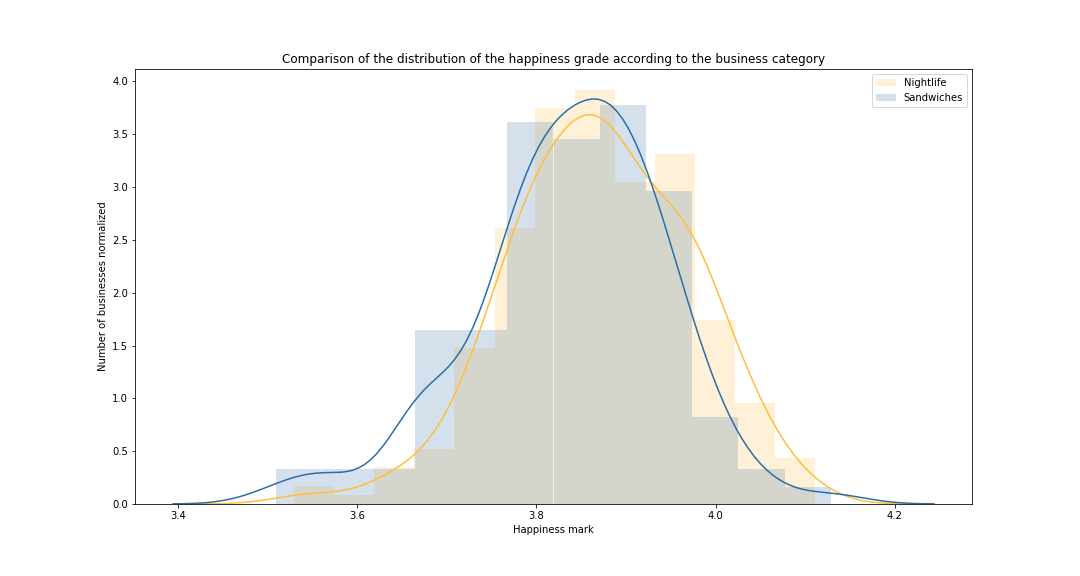 Comparison of the distribution of the happiness grade according to the business category
Nightlife
Sandwiches
Number of businesses normalized
4.0
3.5
3.0
2.5
2.0
1.5
1.0
0.5
0.0
3.4 3.6 3.8 4.0 4.2
Happiness mark